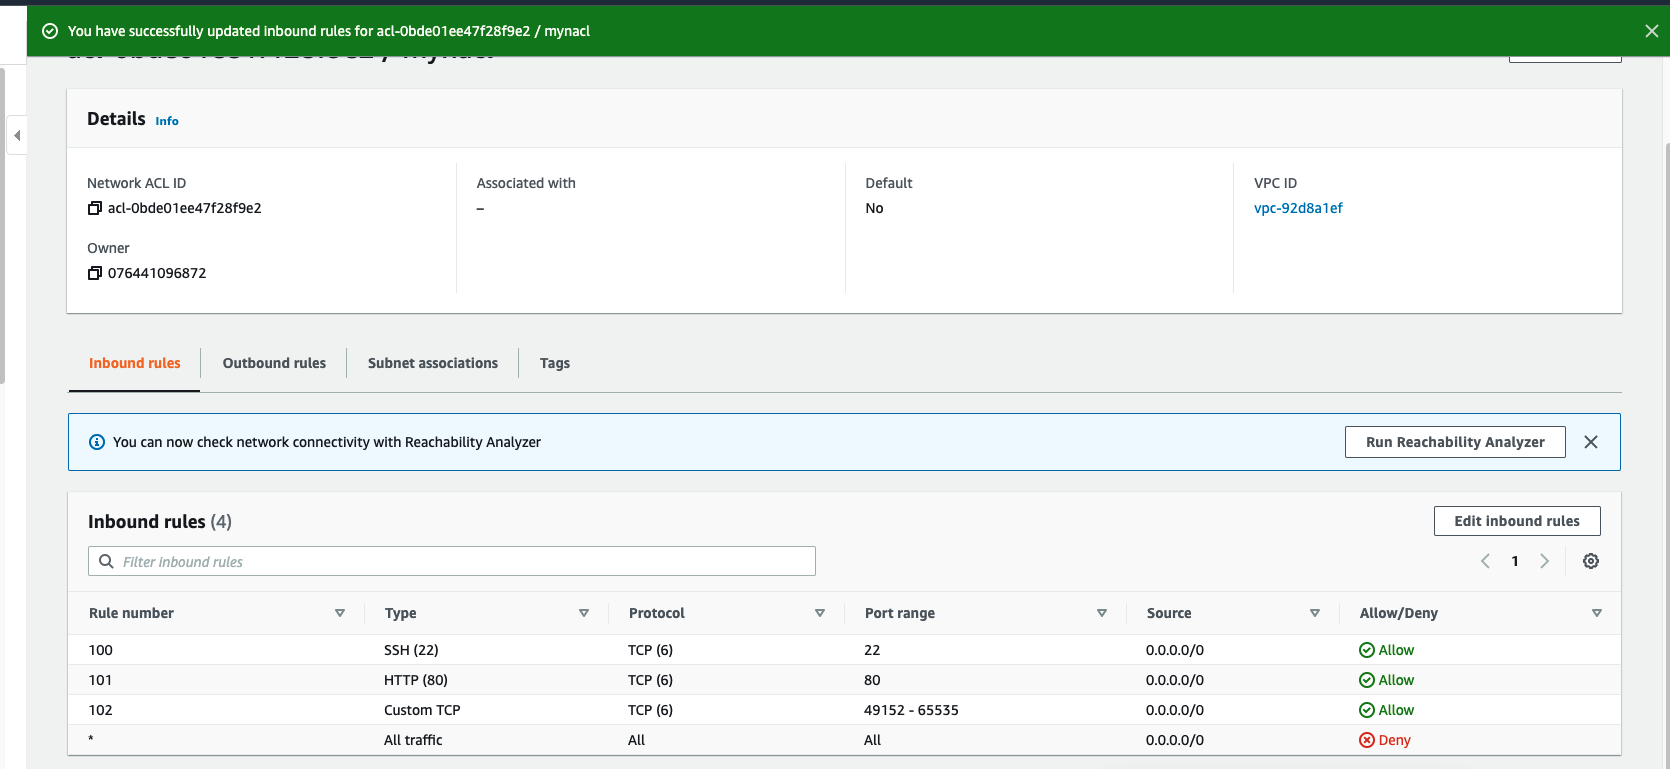 You have successfully updated inbound rules for acl-0bde01ee47f28f9e2 / mynacl
acl-0bde01ee47f28f9e2 / mynacl
Details Info
Network ACL ID
acl-0bde01ee47f28f9e2
Associated with
–
Default
No
VPC ID
vpc-92d8a1ef
Owner
076441096872
Inbound rules Outbound rules Subnet associations Tags
You can now check network connectivity with Reachability Analyzer Run Reachability Analyzer
Inbound rules (4) Edit inbound rules
Filter inbound rules 1
Rule number Type Protocol Port range Source Allow/Deny
100 SSH (22) TCP (6) 22 0.0.0.0/0 Allow
101 HTTP (80) TCP (6) 80 0.0.0.0/0 Allow
102 Custom TCP TCP (6) 49152 - 65535 0.0.0.0/0 Allow
* All traffic All All 0.0.0.0/0 Deny